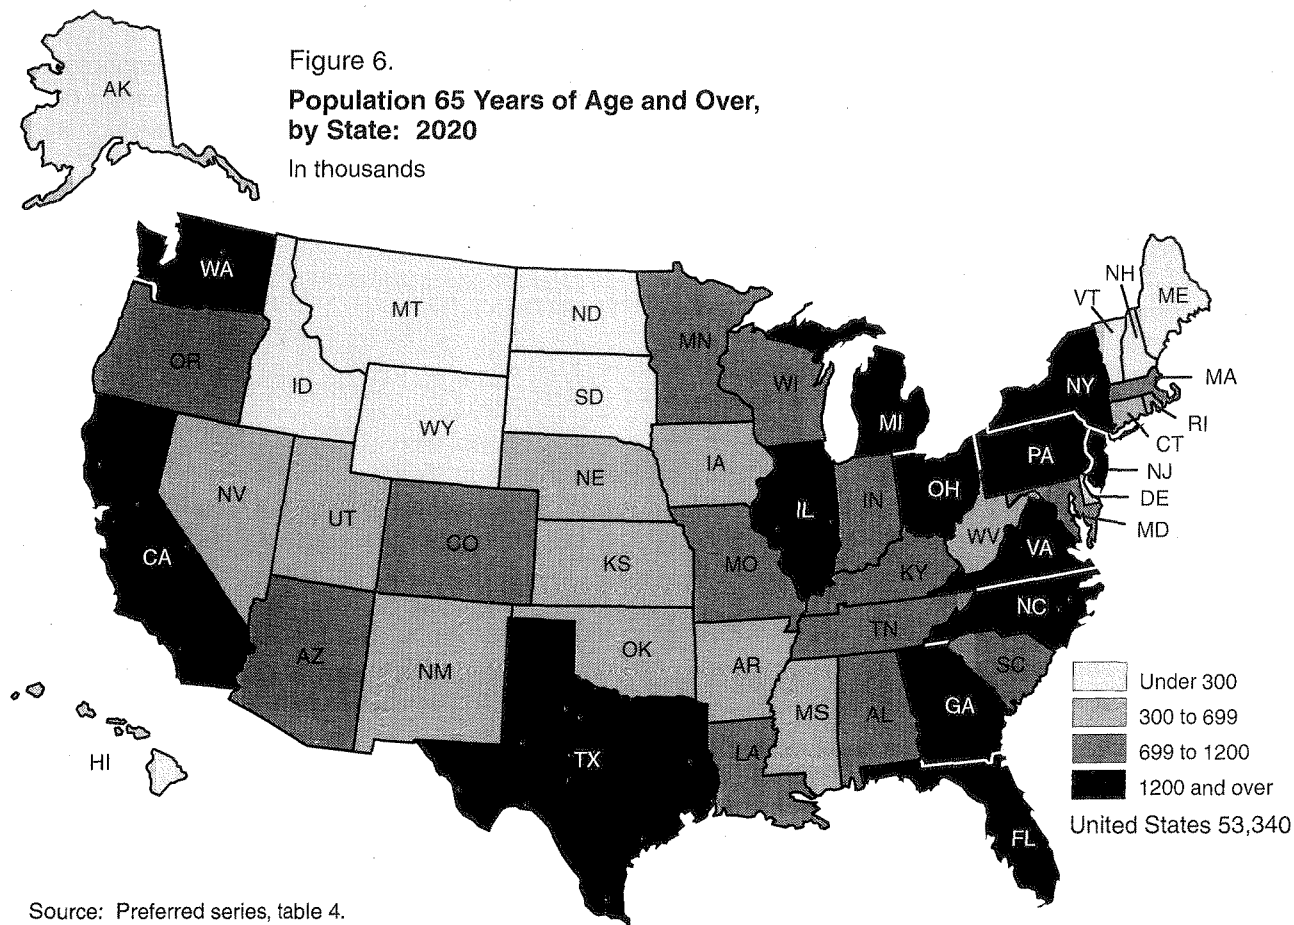 Figure 6.
Population 65 Years of Age and Over,
by State: 2020
In thousands
AK
WA
MT
ND
MN
NH
VT
ME
OR
ID
SD
WI
MI
NY
MA
RI
CT
WY
IA
PA
NJ
NE
NV
UT
CO
IL
IN
OH
DE
MD
CA
KS
MO
WV
VA
KY
NC
TN
AZ
NM
OK
AR
SC
MS
AL
GA
HI
TX
LA
FL
Under 300
300 to 699
699 to 1200
1200 and over
United States 53,340
Source: Preferred series, table 4.